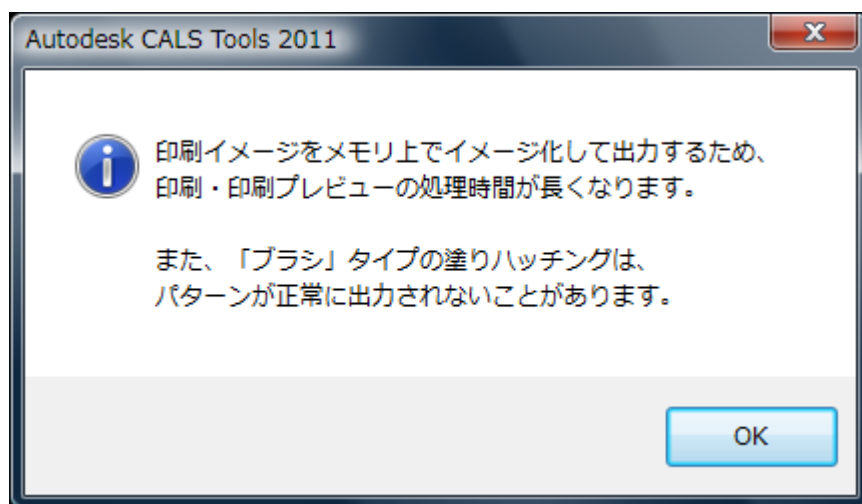 Autodesk CALS Tools 2011
印刷イメージをメモリ上でイメージ化して出力するため、
印刷・印刷プレビューの処理時間が長くなります。
また、「ブラシ」タイプの塗りハッチングは、
パターンが正常に出力されないことがあります。
OK